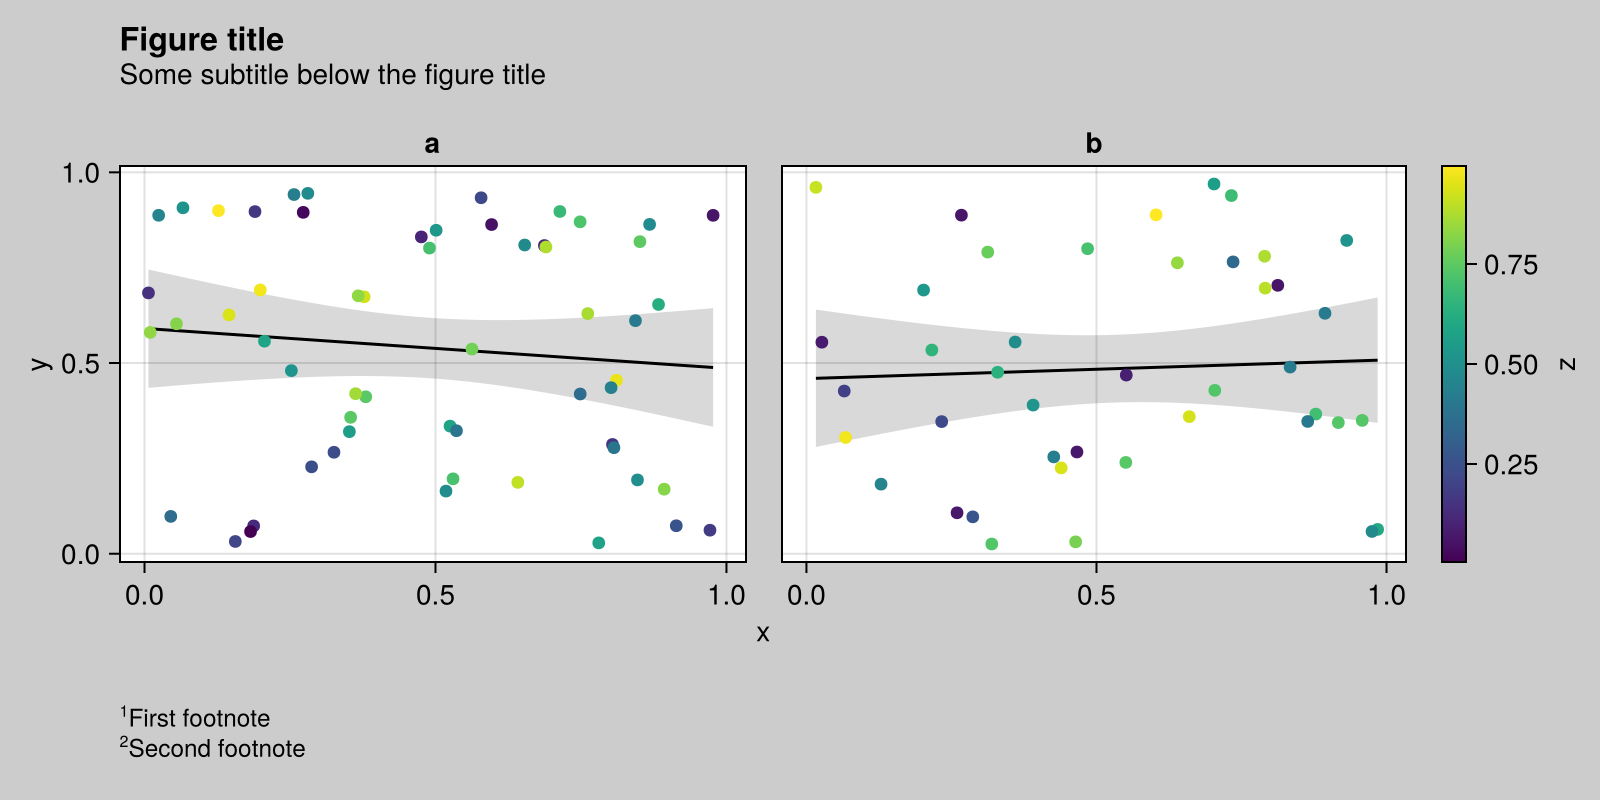 Figure title
Some subtitle below the figure title
a
b
1.0
0.5
0.0
y
0.0
0.5
1.0
0.0
0.5
1.0
x
0.75
0.50
0.25
z
¹First footnote
²Second footnote